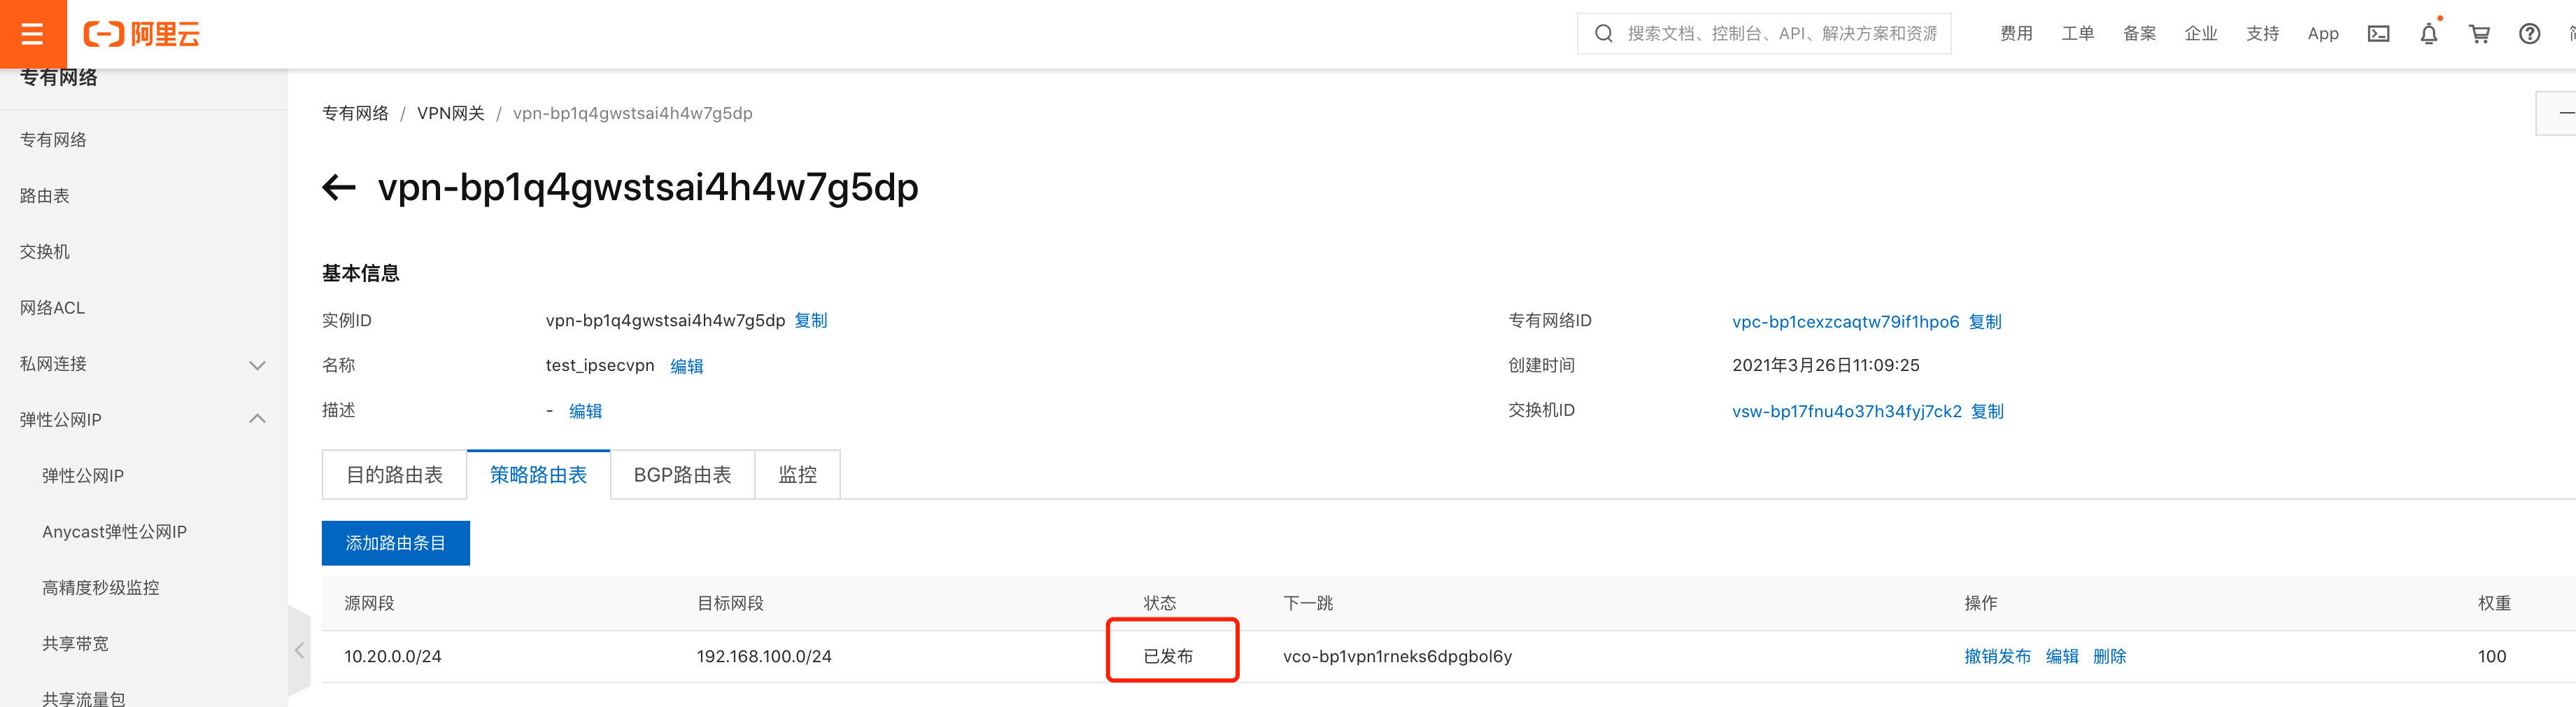 阿里云
搜索文档、控制台、API、解决方案和资源
费用
工单
备案
企业
支持
App
专有网络
专有网络
路由表
交换机
网络ACL
私网连接
弹性公网IP
弹性公网IP
Anycast弹性公网IP
高精度秒级监控
共享带宽
共享流量包
专有网络 / VPN网关 / vpn-bp1q4gwstsai4h4w7g5dp
vpn-bp1q4gwstsai4h4w7g5dp
基本信息
实例ID vpn-bp1q4gwstsai4h4w7g5dp 复制
专有网络ID vpc-bp1cexzcaqtw79if1hpo6 复制
名称 test_ipsecvpn 编辑
创建时间 2021年3月26日11:09:25
描述 - 编辑
交换机ID vsw-bp17fnu4o37h34fyj7ck2 复制
目的路由表 策略路由表 BGP路由表 监控
添加路由条目
源网段 目标网段 状态 下一跳 操作 权重
10.20.0.0/24 192.168.100.0/24 已发布 vco-bp1vpn1rneks6dpgbol6y 撤销发布 编辑 删除 100